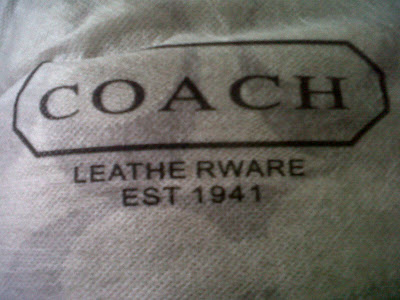 COACH
LEATHE RWARE
EST 1941